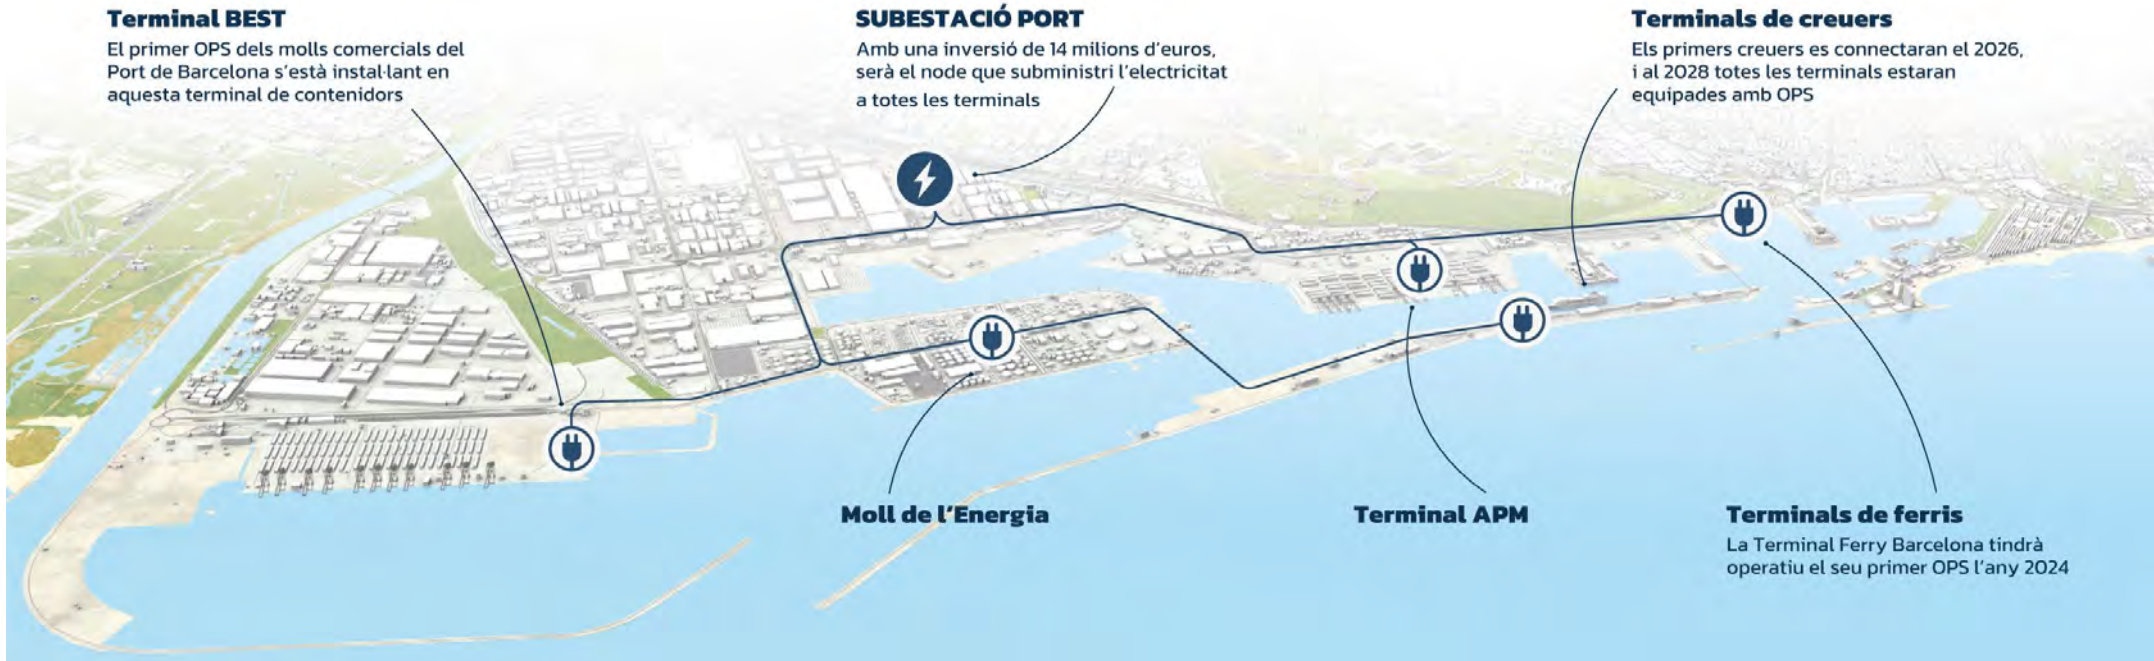 Terminal BEST
El primer OPS dels molls comercials del
Port de Barcelona s'està instal·lant en
aquesta terminal de contenidors
SUBESTACIÓ PORT
Amb una inversió de 14 milions d'euros,
serà el node que subministri l'electricitat
a totes les terminals
Terminals de creuers
Els primers creuers es connectaran el 2026,
i al 2028 totes les terminals estaran
equipades amb OPS
Moll de l'Energia
Terminal APM
Terminals de ferris
La Terminal Ferry Barcelona tindrà
operatiu el seu primer OPS l'any 2024